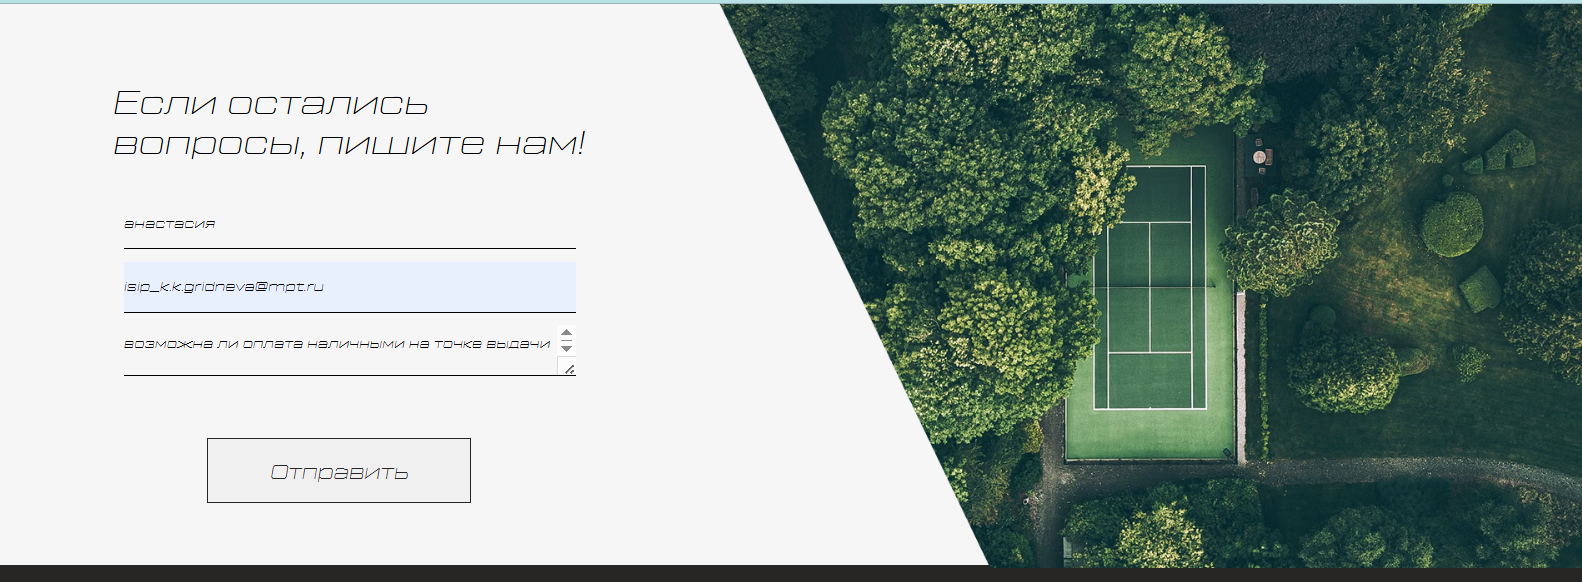 Если остались
вопросы, пишите нам!
анастасия
isip_k.k.gridneva@mpt.ru
возможна ли оплата наличными на точке выдачи
Отправить